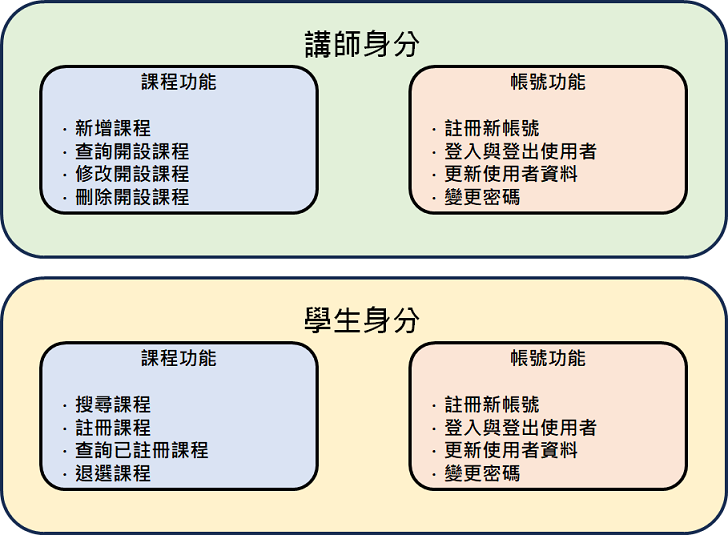 講師身分
課程功能
· 新增課程
· 查詢開設課程
· 修改開設課程
· 刪除開設課程
帳號功能
· 註冊新帳號
· 登入與登出使用者
· 更新使用者資料
· 變更密碼
學生身分
課程功能
· 搜尋課程
· 註冊課程
· 查詢已註冊課程
· 退選課程
帳號功能
· 註冊新帳號
· 登入與登出使用者
· 更新使用者資料
· 變更密碼